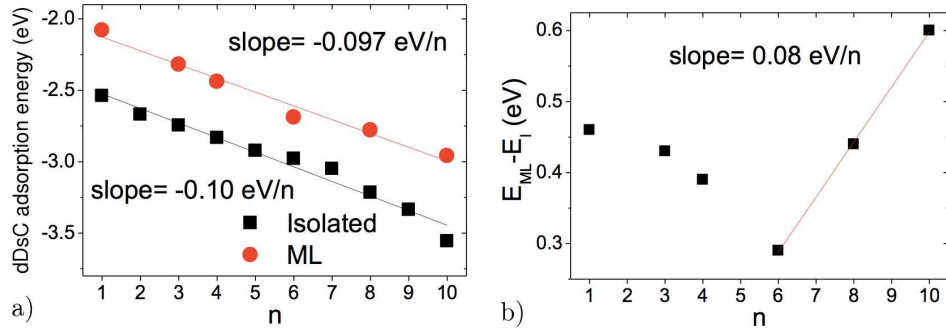 -2.0
-2.5
-3.0
-3.5
dDsC adsorption energy (eV)
slope= -0.097 eV/n
slope= -0.10 eV/n
Isolated
ML
1 2 3 4 5 6 7 8 9 10
n
a)
0.6
0.5
0.4
0.3
E_ML-E_I (eV)
slope= 0.08 eV/n
1 2 3 4 5 6 7 8 9 10
n
b)